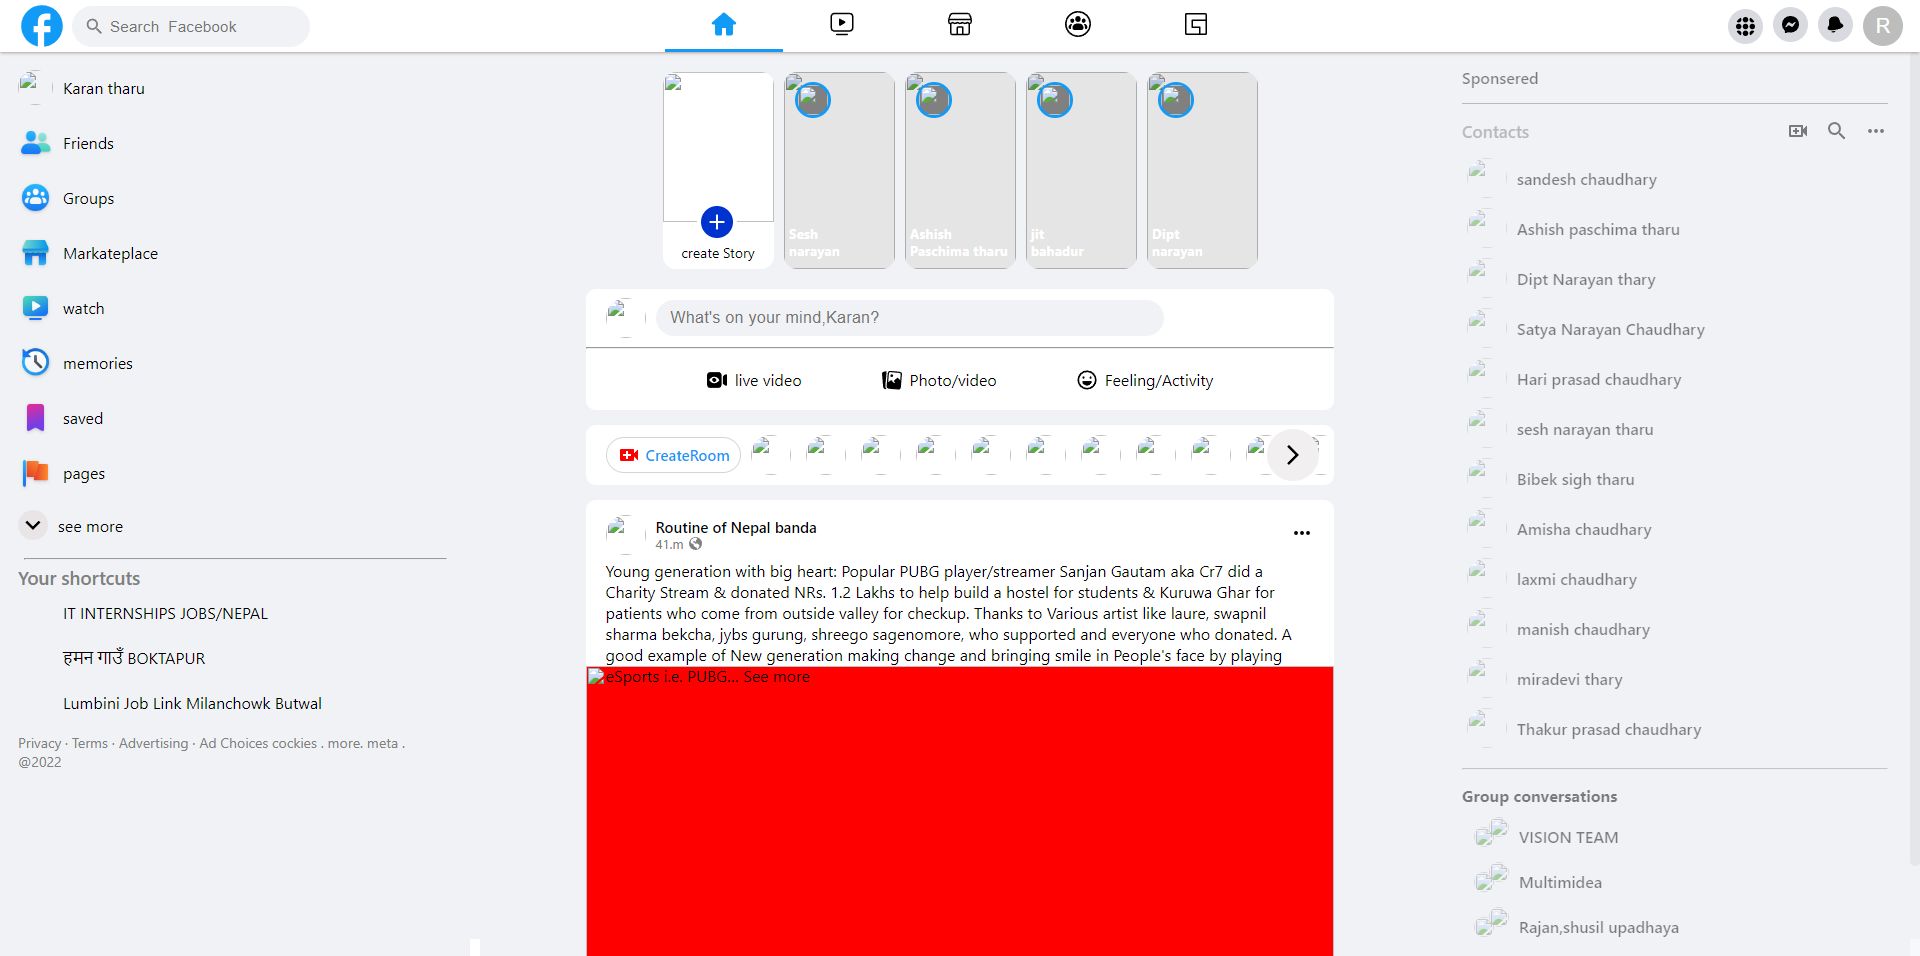 Search Facebook
R
Karan tharu
Friends
Groups
Markateplace
watch
memories
saved
pages
see more
Your shortcuts
IT INTERNSHIPS JOBS/NEPAL
हमन गाउँ BOKTAPUR
Lumbini Job Link Milanchowk Butwal
Privacy · Terms · Advertising · Ad Choices cockies . more. meta .
@2022
create Story
Sesh
narayan
Ashish
Paschima tharu
jit
bahadur
Dipt
narayan
What's on your mind,Karan?
live video
Photo/video
Feeling/Activity
CreateRoom
Routine of Nepal banda
41.m
Young generation with big heart: Popular PUBG player/streamer Sanjan Gautam aka Cr7 did a
Charity Stream & donated NRs. 1.2 Lakhs to help build a hostel for students & Kuruwa Ghar for
patients who come from outside valley for checkup. Thanks to Various artist like laure, swapnil
sharma bekcha, jybs gurung, shreego sagenomore, who supported and everyone who donated. A
good example of New generation making change and bringing smile in People's face by playing
eSports i.e. PUBG... See more
Sponsered
Contacts
sandesh chaudhary
Ashish paschima tharu
Dipt Narayan thary
Satya Narayan Chaudhary
Hari prasad chaudhary
sesh narayan tharu
Bibek sigh tharu
Amisha chaudhary
laxmi chaudhary
manish chaudhary
miradevi thary
Thakur prasad chaudhary
Group conversations
VISION TEAM
Multimidea
Rajan,shusil upadhaya